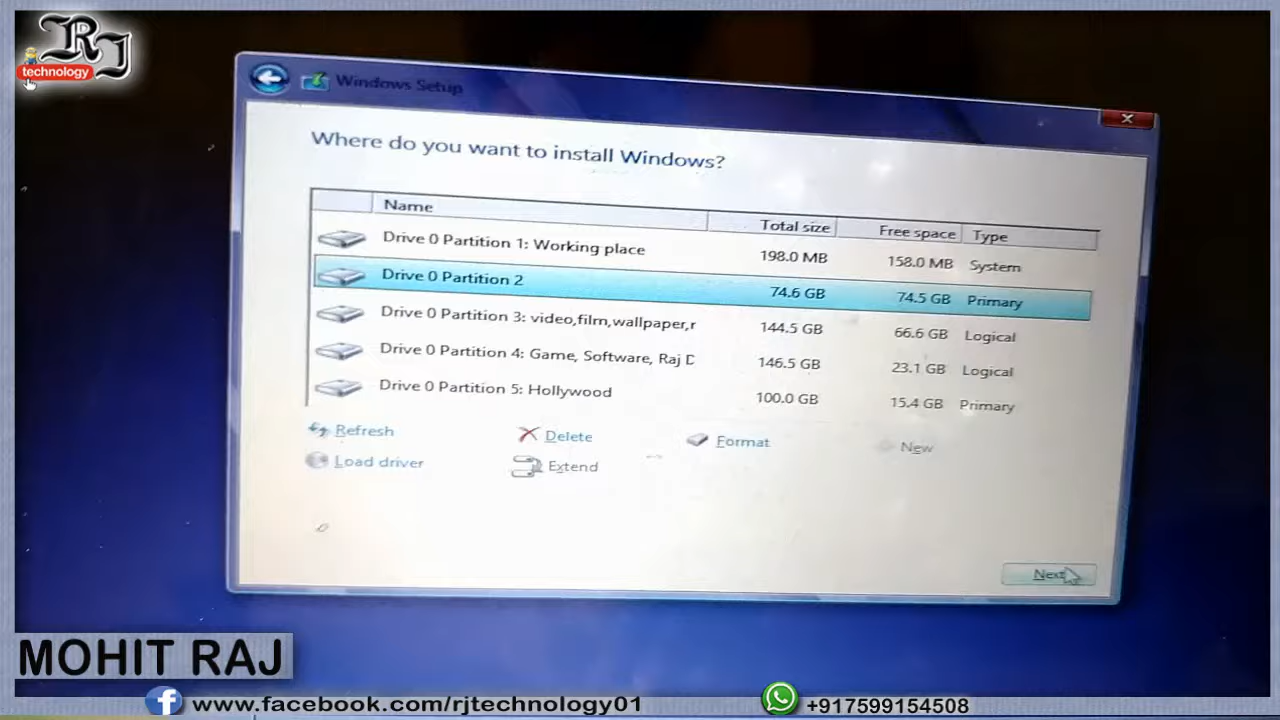 RJ
technology
Windows Setup
Where do you want to install Windows?
Name Total size Free space Type
Drive 0 Partition 1: Working place 198.0 MB 158.0 MB System
Drive 0 Partition 2 74.6 GB 74.5 GB Primary
Drive 0 Partition 3: video,film,wallpaper,r 144.5 GB 66.6 GB Logical
Drive 0 Partition 4: Game, Software, Raj D 146.5 GB 23.1 GB Logical
Drive 0 Partition 5: Hollywood 100.0 GB 15.4 GB Primary
Refresh Delete Format New
Load driver Extend
Next
MOHIT RAJ
www.facebook.com/rjtechnology01 +917599154508